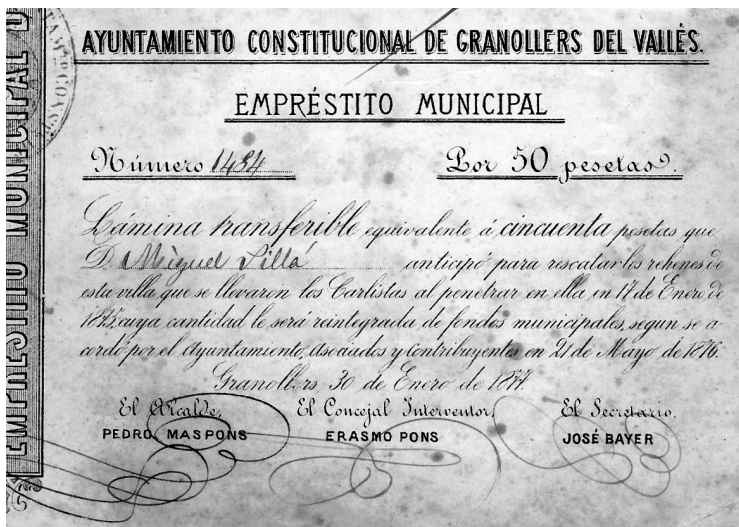 AYUNTAMIENTO CONSTITUCIONAL DE GRANOLLERS DEL VALLÉS.
EMPRÉSTITO MUNICIPAL
Número 1484 Por 50 pesetas.
Lámina transferible equivalente á cincuenta pesetas que
D. Miguel Villá anticipó para rescatar los rehenes de
esta villa que se llevaron los Carlistas al penetrar en ella en 17 de Enero de
1875, cuya cantidad le será reintegrada de fondos municipales, segun se a
cordó por el Ayuntamiento, Asociados y Contribuyentes en 21 de Mayo de 1876.
Granollers 30 de Enero de 1877.
El Alcalde, El Concejal Interventor, El Secretario,
PEDRO MASPONS ERASMO PONS JOSÉ BAYER
EMPRÉSTITO MUNICIPAL D